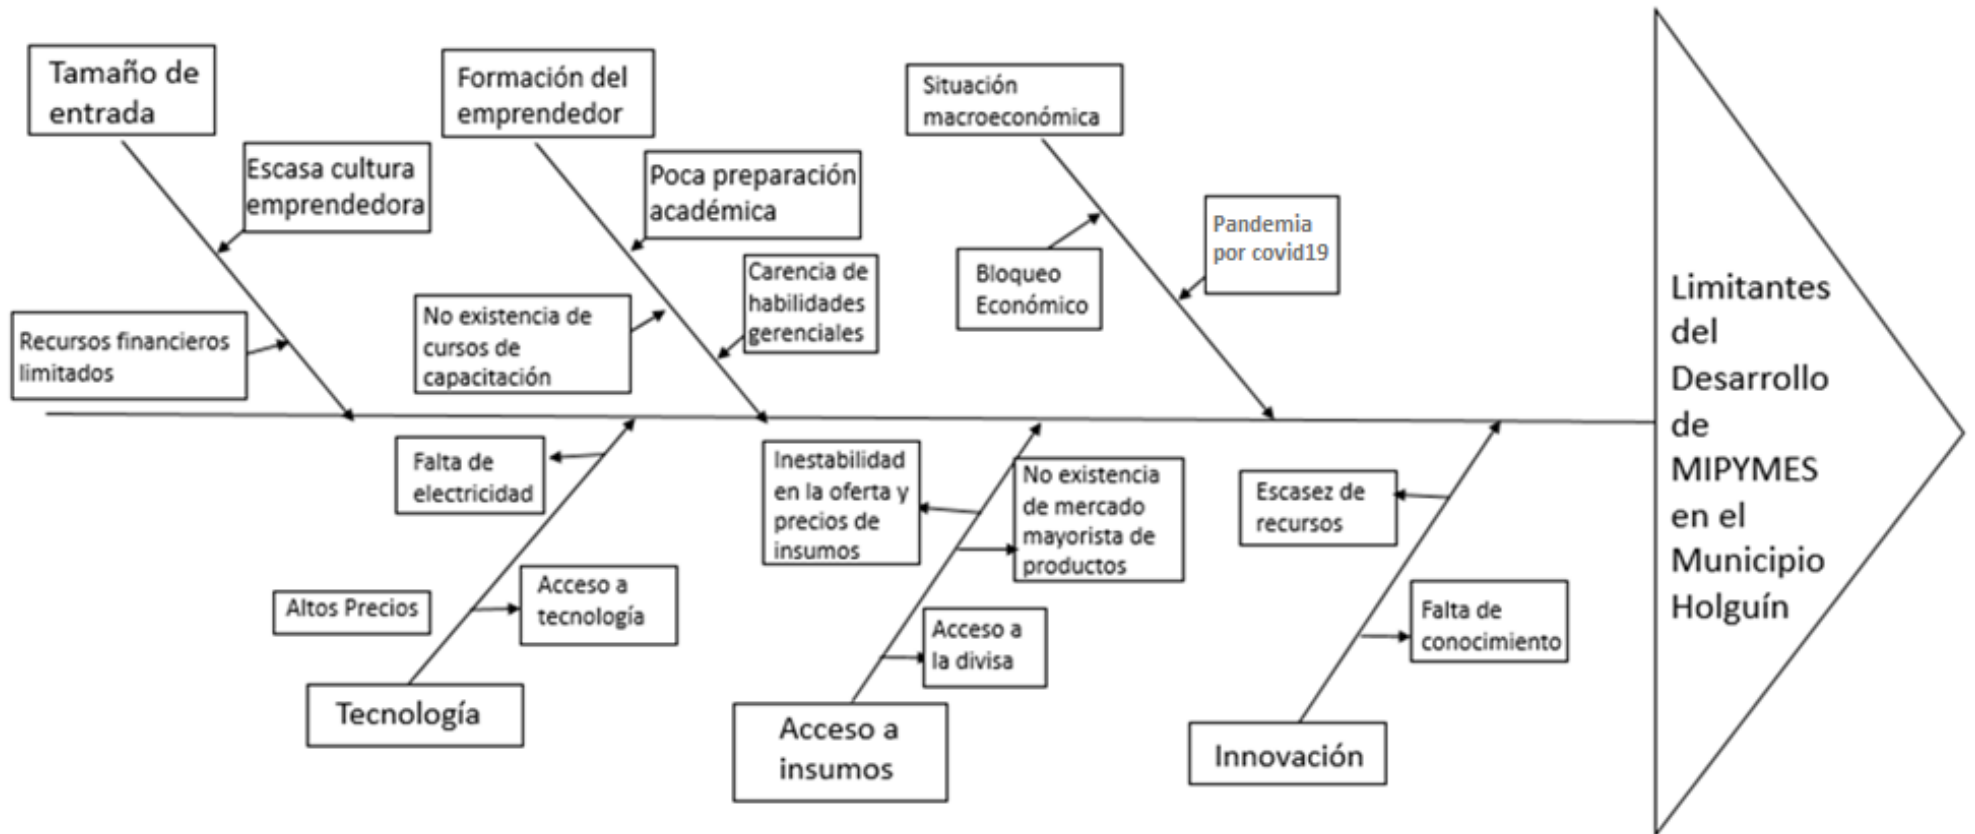 Tamaño de
entrada
Escasa cultura
emprendedora
Recursos financieros
limitados
Formación del
emprendedor
Poca preparación
académica
No existencia de
cursos de
capacitación
Carencia de
habilidades
gerenciales
Situación
macroeconómica
Bloqueo
Económico
Pandemia
por covid19
Falta de
electricidad
Altos Precios
Acceso a
tecnología
Tecnología
Inestabilidad
en la oferta y
precios de
insumos
No existencia
de mercado
mayorista de
productos
Acceso a
la divisa
Acceso a
insumos
Escasez de
recursos
Falta de
conocimiento
Innovación
Limitantes
del
Desarrollo
de
MIPYMES
en el
Municipio
Holguín